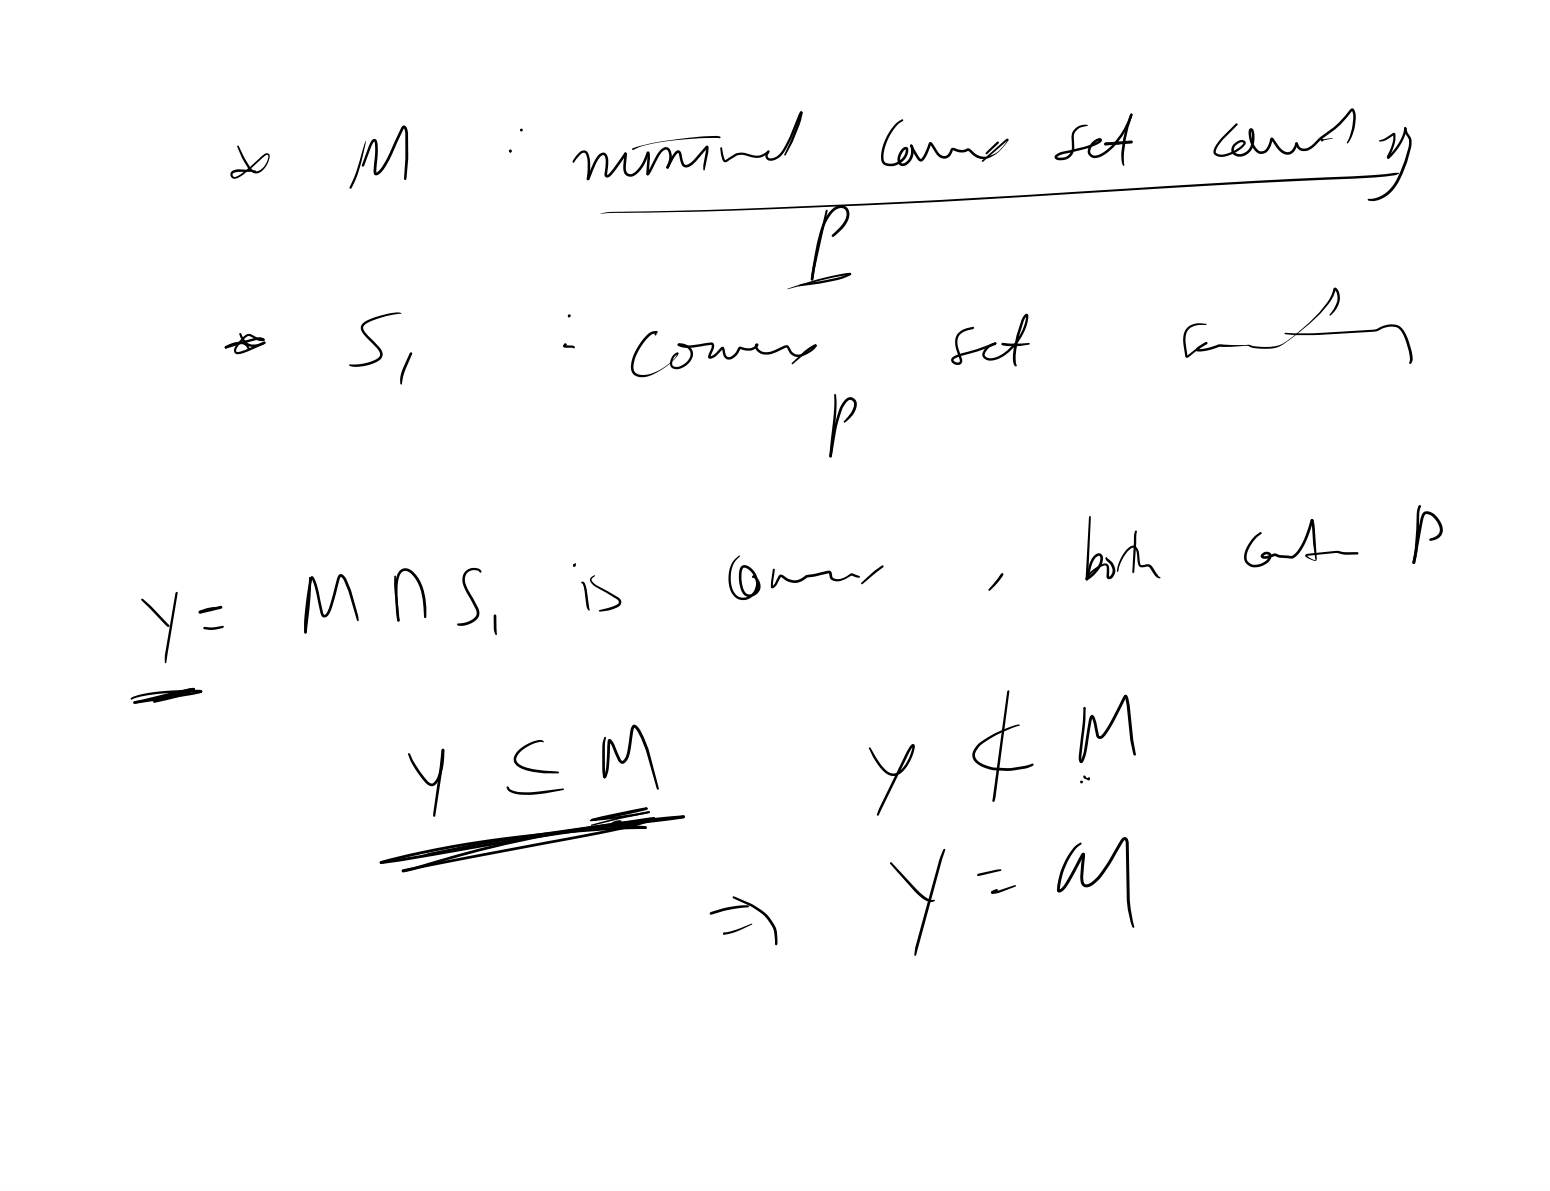 * M : minimal convex set containing
P
* S₁ : convex set containing
P
Y = M ∩ S₁ is convex , both contain P
Y ⊆ M Y ⊄ M
⇒ Y = M